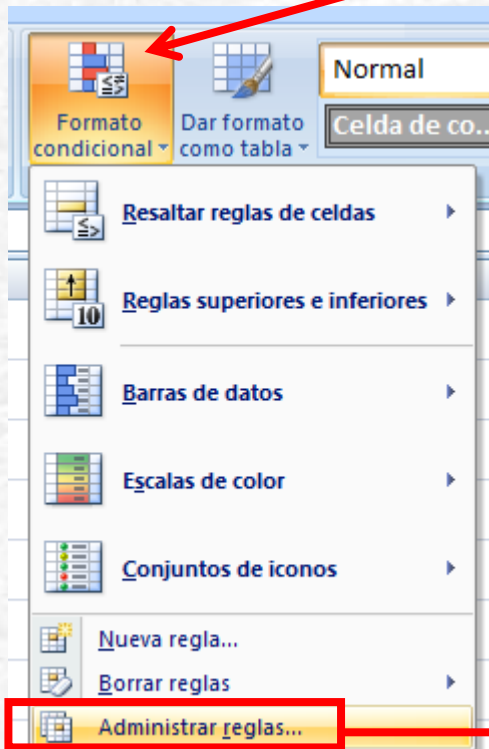 Normal
Formato
condicional
Dar formato
como tabla
Celda de co...
Resaltar reglas de celdas
10
Reglas superiores e inferiores
Barras de datos
Escalas de color
Conjuntos de iconos
Nueva regla...
Borrar reglas
Administrar reglas...